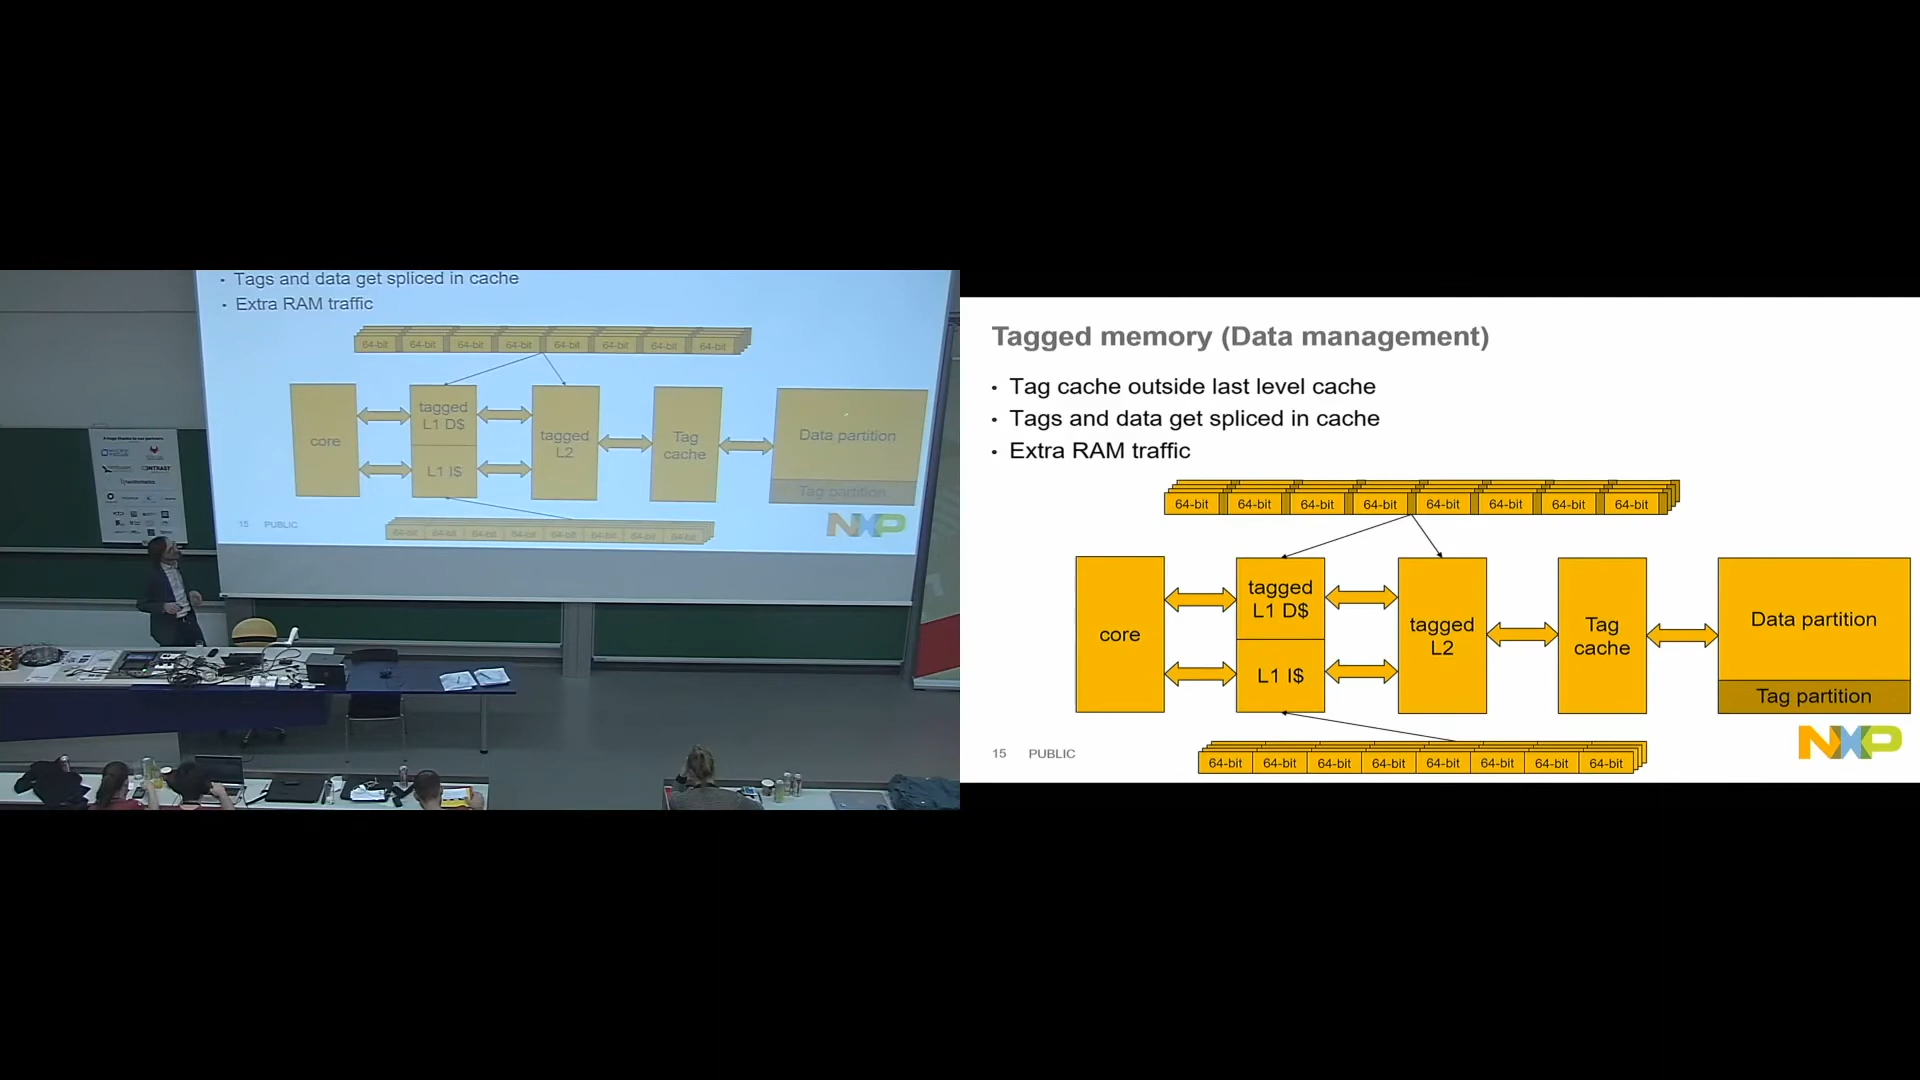 Tags and data get spliced in cache
Extra RAM traffic
64-bit 64-bit 64-bit 64-bit 64-bit 64-bit 64-bit 64-bit
core
tagged
L1 D$
L1 I$
tagged
L2
Tag
cache
Data partition
Tag partition
64-bit 64-bit 64-bit 64-bit 64-bit 64-bit 64-bit 64-bit
15 PUBLIC
NXP
Tagged memory (Data management)
• Tag cache outside last level cache
• Tags and data get spliced in cache
• Extra RAM traffic
64-bit 64-bit 64-bit 64-bit 64-bit 64-bit 64-bit 64-bit
core
tagged
L1 D$
L1 I$
tagged
L2
Tag
cache
Data partition
Tag partition
15 PUBLIC
NXP
64-bit 64-bit 64-bit 64-bit 64-bit 64-bit 64-bit 64-bit